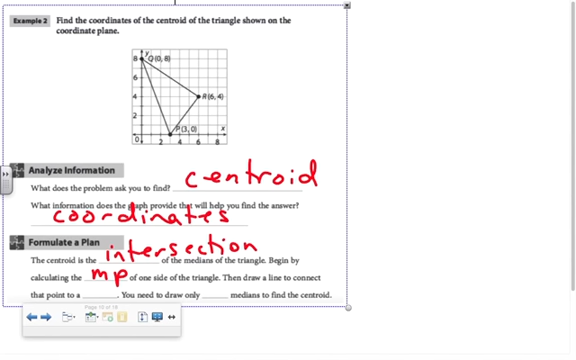 Example 2 Find the coordinates of the centroid of the triangle shown on the
coordinate plane.
y
8 Q(0, 8)
6
4 R(6, 4)
2
P(3, 0) x
0 2 4 6 8
Analyze Information
What does the problem ask you to find? centroid
What information does the graph provide that will help you find the answer?
coordinates
Formulate a Plan
The centroid is the intersection of the medians of the triangle. Begin by
calculating the mp of one side of the triangle. Then draw a line to connect
that point to a ______. You need to draw only ______ medians to find the centroid.